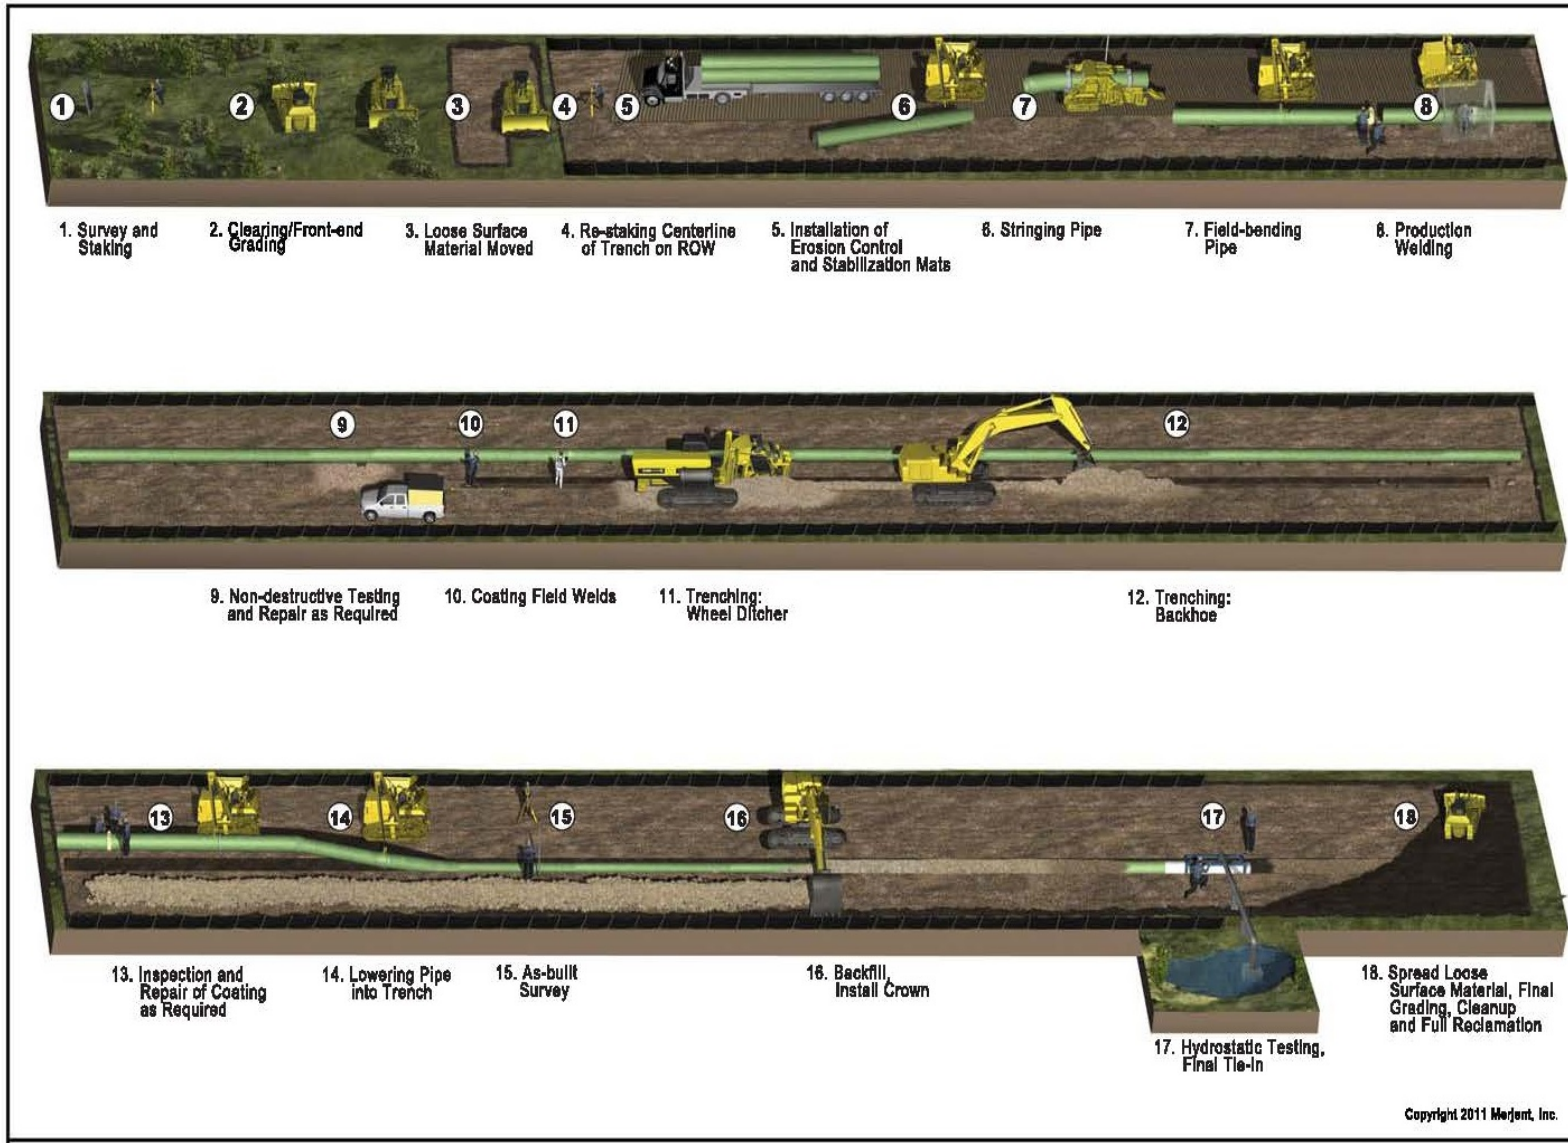 1
2
3
4
5
6
7
8
1. Survey and
Staking
2. Clearing/Front-end
Grading
3. Loose Surface
Material Moved
4. Re-staking Centerline
of Trench on ROW
5. Installation of
Erosion Control
and Stabilization Mats
6. Stringing Pipe
7. Field-bending
Pipe
8. Production
Welding
9
10
11
12
9. Non-destructive Testing
and Repair as Required
10. Coating Field Welds
11. Trenching:
Wheel Ditcher
12. Trenching:
Backhoe
13
14
15
16
17
18
13. Inspection and
Repair of Coating
as Required
14. Lowering Pipe
into Trench
15. As-built
Survey
16. Backfill,
Install Crown
17. Hydrostatic Testing,
Final Tie-in
18. Spread Loose
Surface Material, Final
Grading, Cleanup
and Full Reclamation
Copyright 2011 Merjent, Inc.